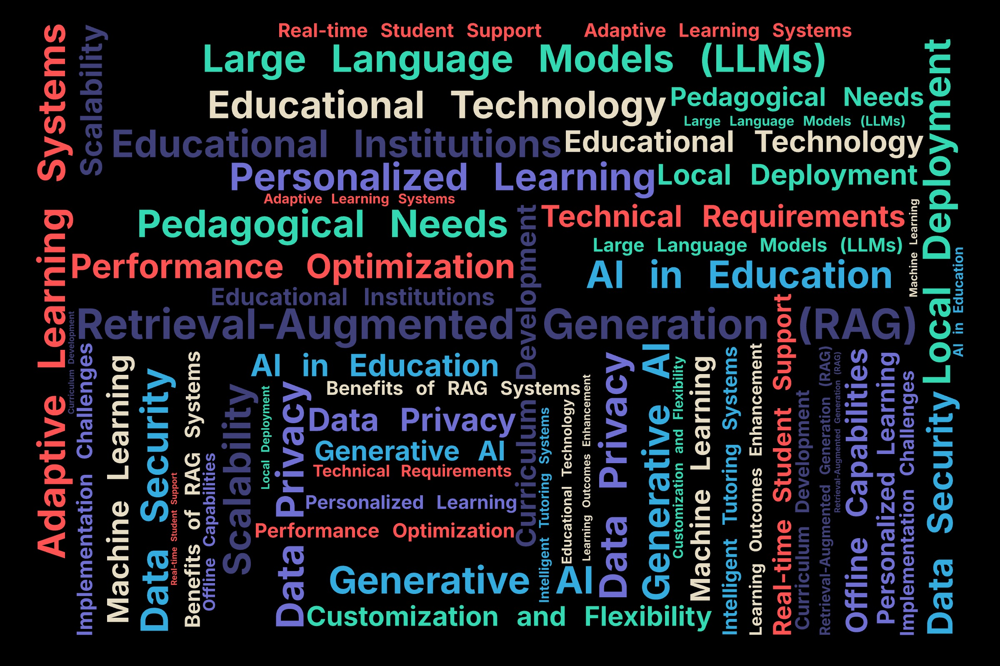 Real-time Student Support
Adaptive Learning Systems
Large Language Models (LLMs)
Adaptive Learning Systems
Scalability
Local Deployment
Educational Technology
Pedagogical Needs
Large Language Models (LLMs)
Educational Institutions
Educational Technology
Personalized Learning
Local Deployment
Adaptive Learning Systems
Machine Learning
Pedagogical Needs
Technical Requirements
Curriculum Development
Large Language Models (LLMs)
AI in Education
Performance Optimization
AI in Education
Educational Institutions
Real-time Student Support
Retrieval-Augmented Generation (RAG)
Curriculum Development
Implementation Challenges
Machine Learning
Data Security
Real-time Student Support
Benefits of RAG Systems
Offline Capabilities
Scalability
Local Deployment
AI in Education
Data Privacy
Benefits of RAG Systems
Data Privacy
Generative AI
Technical Requirements
Personalized Learning
Performance Optimization
Generative AI
Customization and Flexibility
Intelligent Tutoring Systems
Educational Technology
Learning Outcomes Enhancement
Data Privacy
Generative AI
Customization and Flexibility
Machine Learning
Intelligent Tutoring Systems
Learning Outcomes Enhancement
Curriculum Development
Retrieval-Augmented Generation (RAG)
Retrieval-Augmented Generation (RAG)
Offline Capabilities
Personalized Learning
Implementation Challenges
Data Security